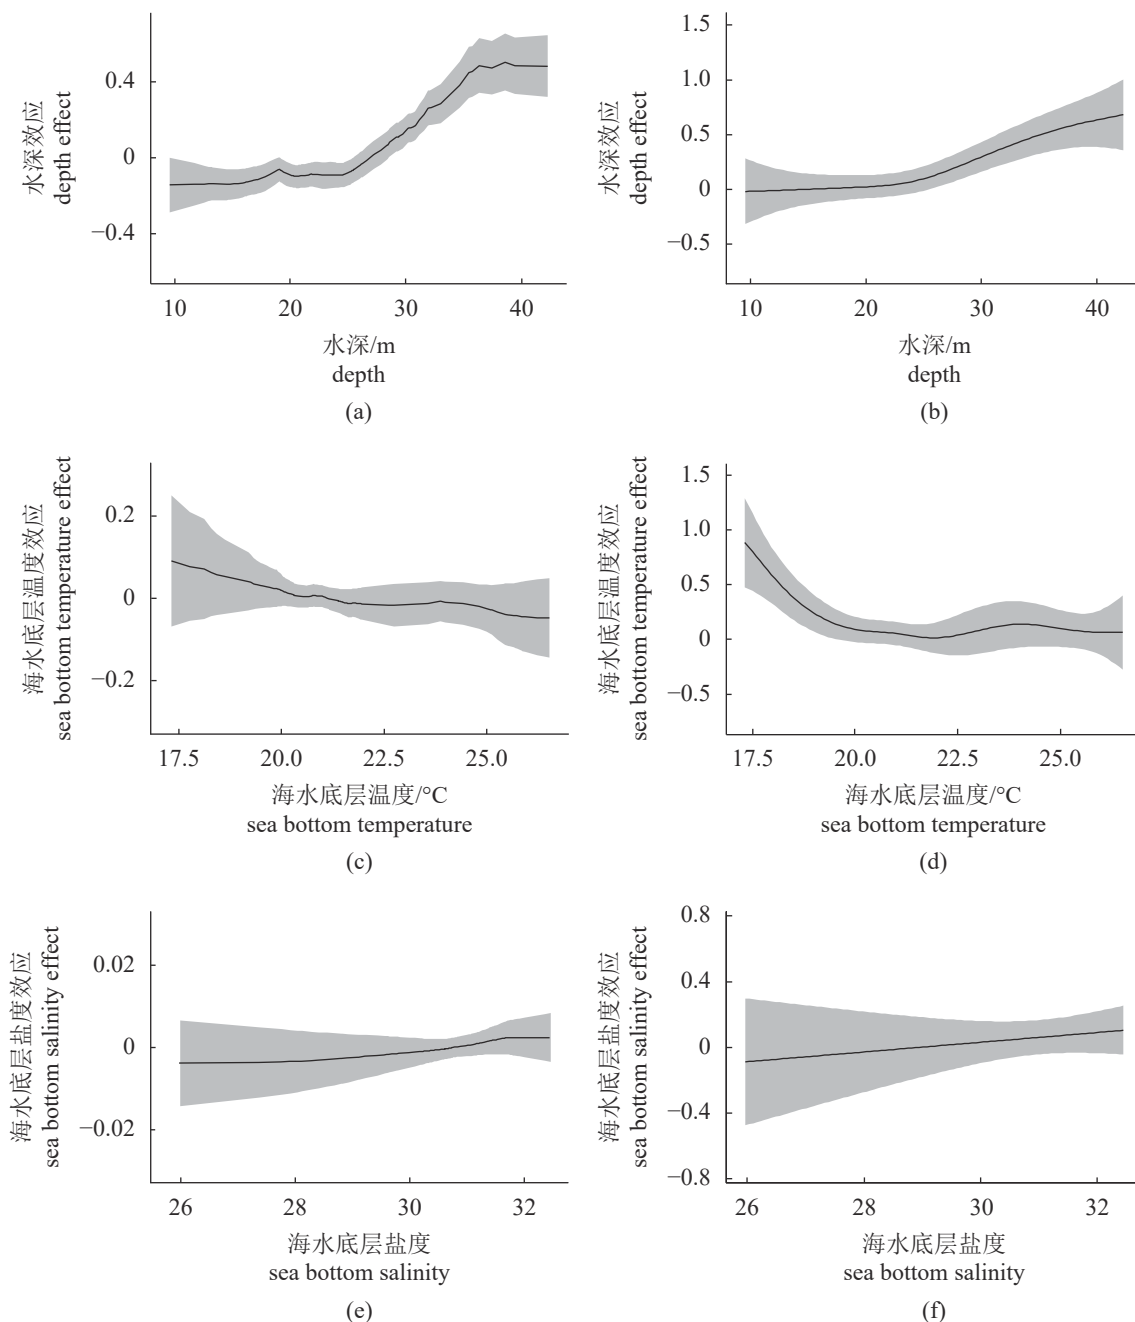 水深效应
depth effect
0.4
0
−0.4
10
20
30
40
水深/m
depth
(a)
水深效应
depth effect
1.5
1.0
0.5
0
−0.5
10
20
30
40
水深/m
depth
(b)
海水底层温度效应
sea bottom temperature effect
0.2
0
−0.2
17.5
20.0
22.5
25.0
海水底层温度/°C
sea bottom temperature
(c)
海水底层温度效应
sea bottom temperature effect
1.5
1.0
0.5
0
−0.5
17.5
20.0
22.5
25.0
海水底层温度/°C
sea bottom temperature
(d)
海水底层盐度效应
sea bottom salinity effect
0.02
0
−0.02
26
28
30
32
海水底层盐度
sea bottom salinity
(e)
海水底层盐度效应
sea bottom salinity effect
0.8
0.4
0
−0.4
−0.8
26
28
30
32
海水底层盐度
sea bottom salinity
(f)